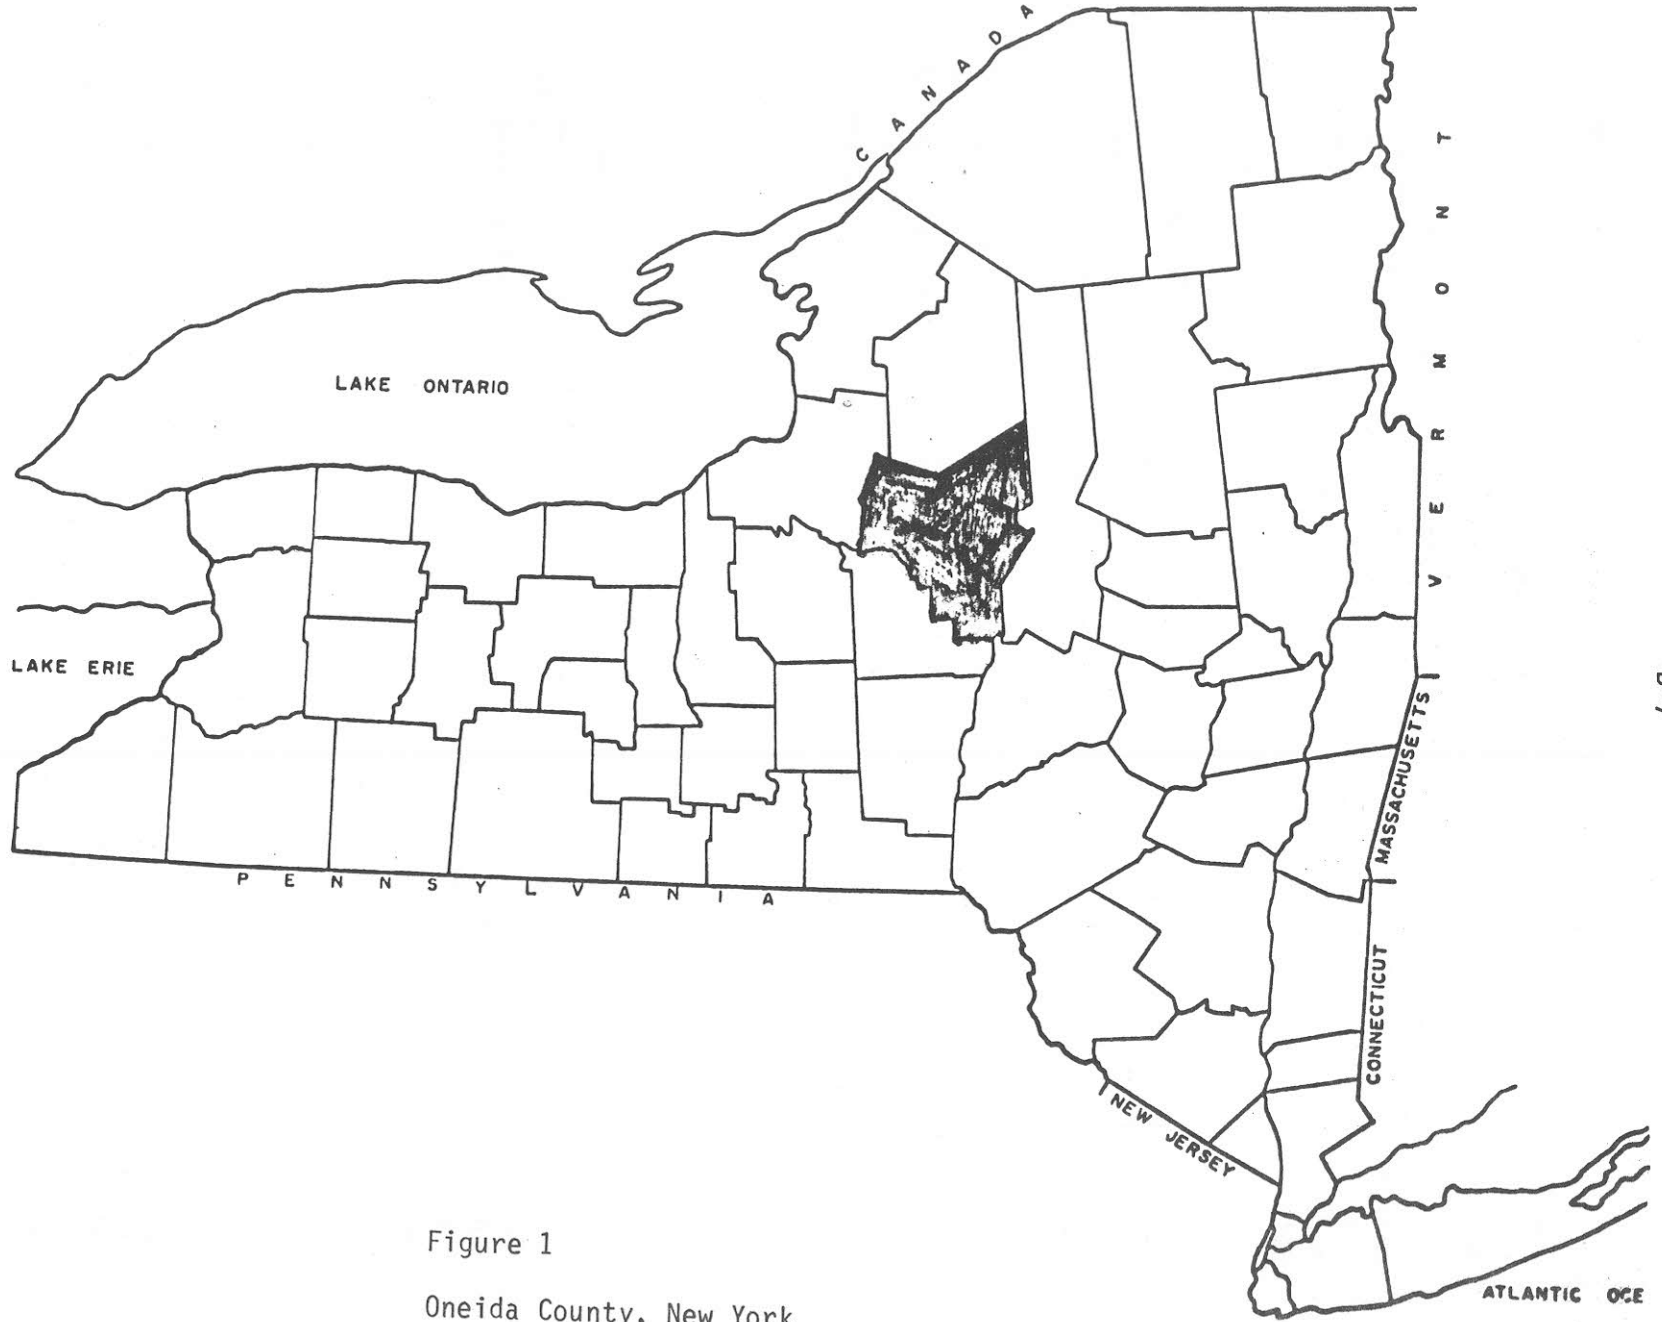 CANADA
VERMONT
LAKE ONTARIO
LAKE ERIE
MASSACHUSETTS
PENNSYLVANIA
CONNECTICUT
NEW JERSEY
ATLANTIC OCE
Figure 1
Oneida County, New York